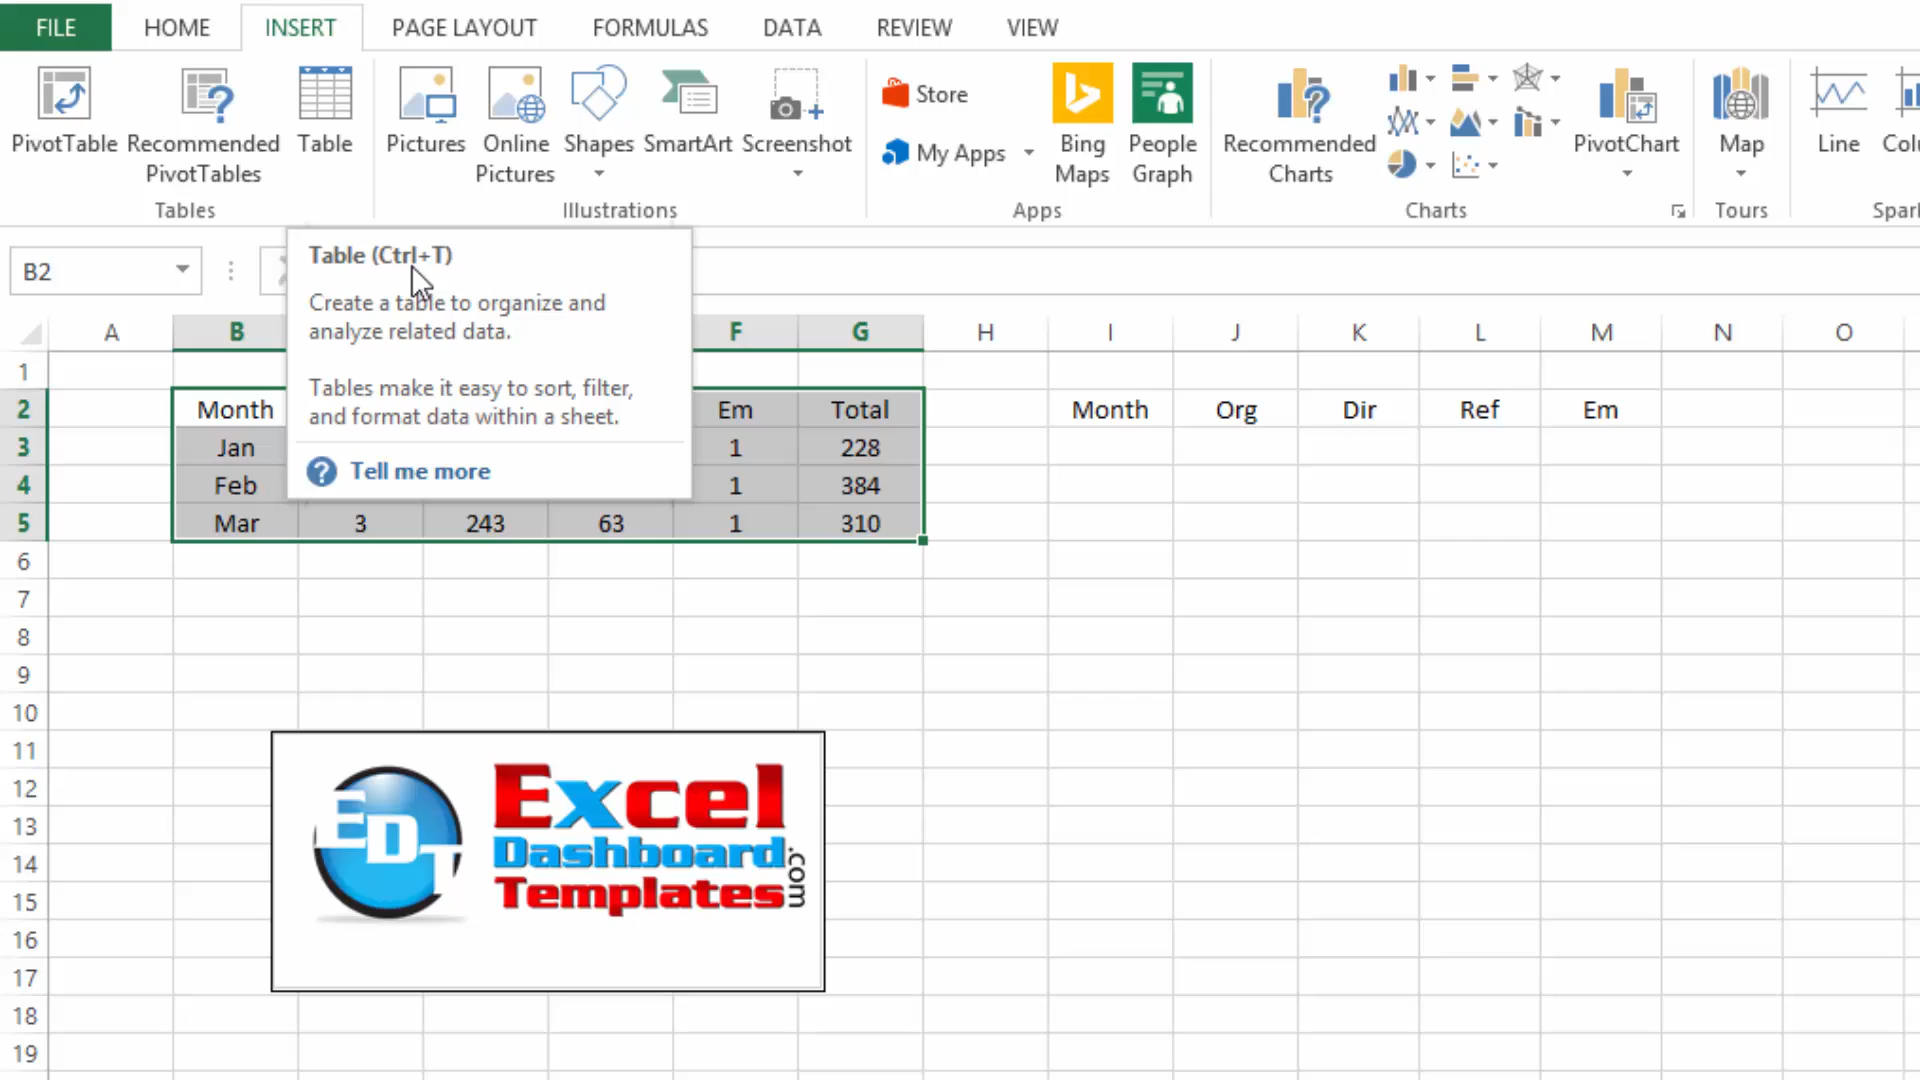 FILE HOME INSERT PAGE LAYOUT FORMULAS DATA REVIEW VIEW
PivotTable
Recommended
PivotTables
Table
Tables
Pictures
Online
Pictures
Shapes
SmartArt
Screenshot
Illustrations
Store
My Apps
Bing
Maps
People
Graph
Apps
Recommended
Charts
PivotChart
Charts
Map
Tours
Line
Colu
Spark
B2
Table (Ctrl+T)
Create a table to organize and
analyze related data.
Tables make it easy to sort, filter,
and format data within a sheet.
? Tell me more
A B F G H I J K L M N O
1
2 Month Em Total Month Org Dir Ref Em
3 Jan 1 228
4 Feb 1 384
5 Mar 3 243 63 1 310
6
7
8
9
10
11
12
13
14
15
16
17
18
19
EDT
Excel
Dashboard
Templates
.com